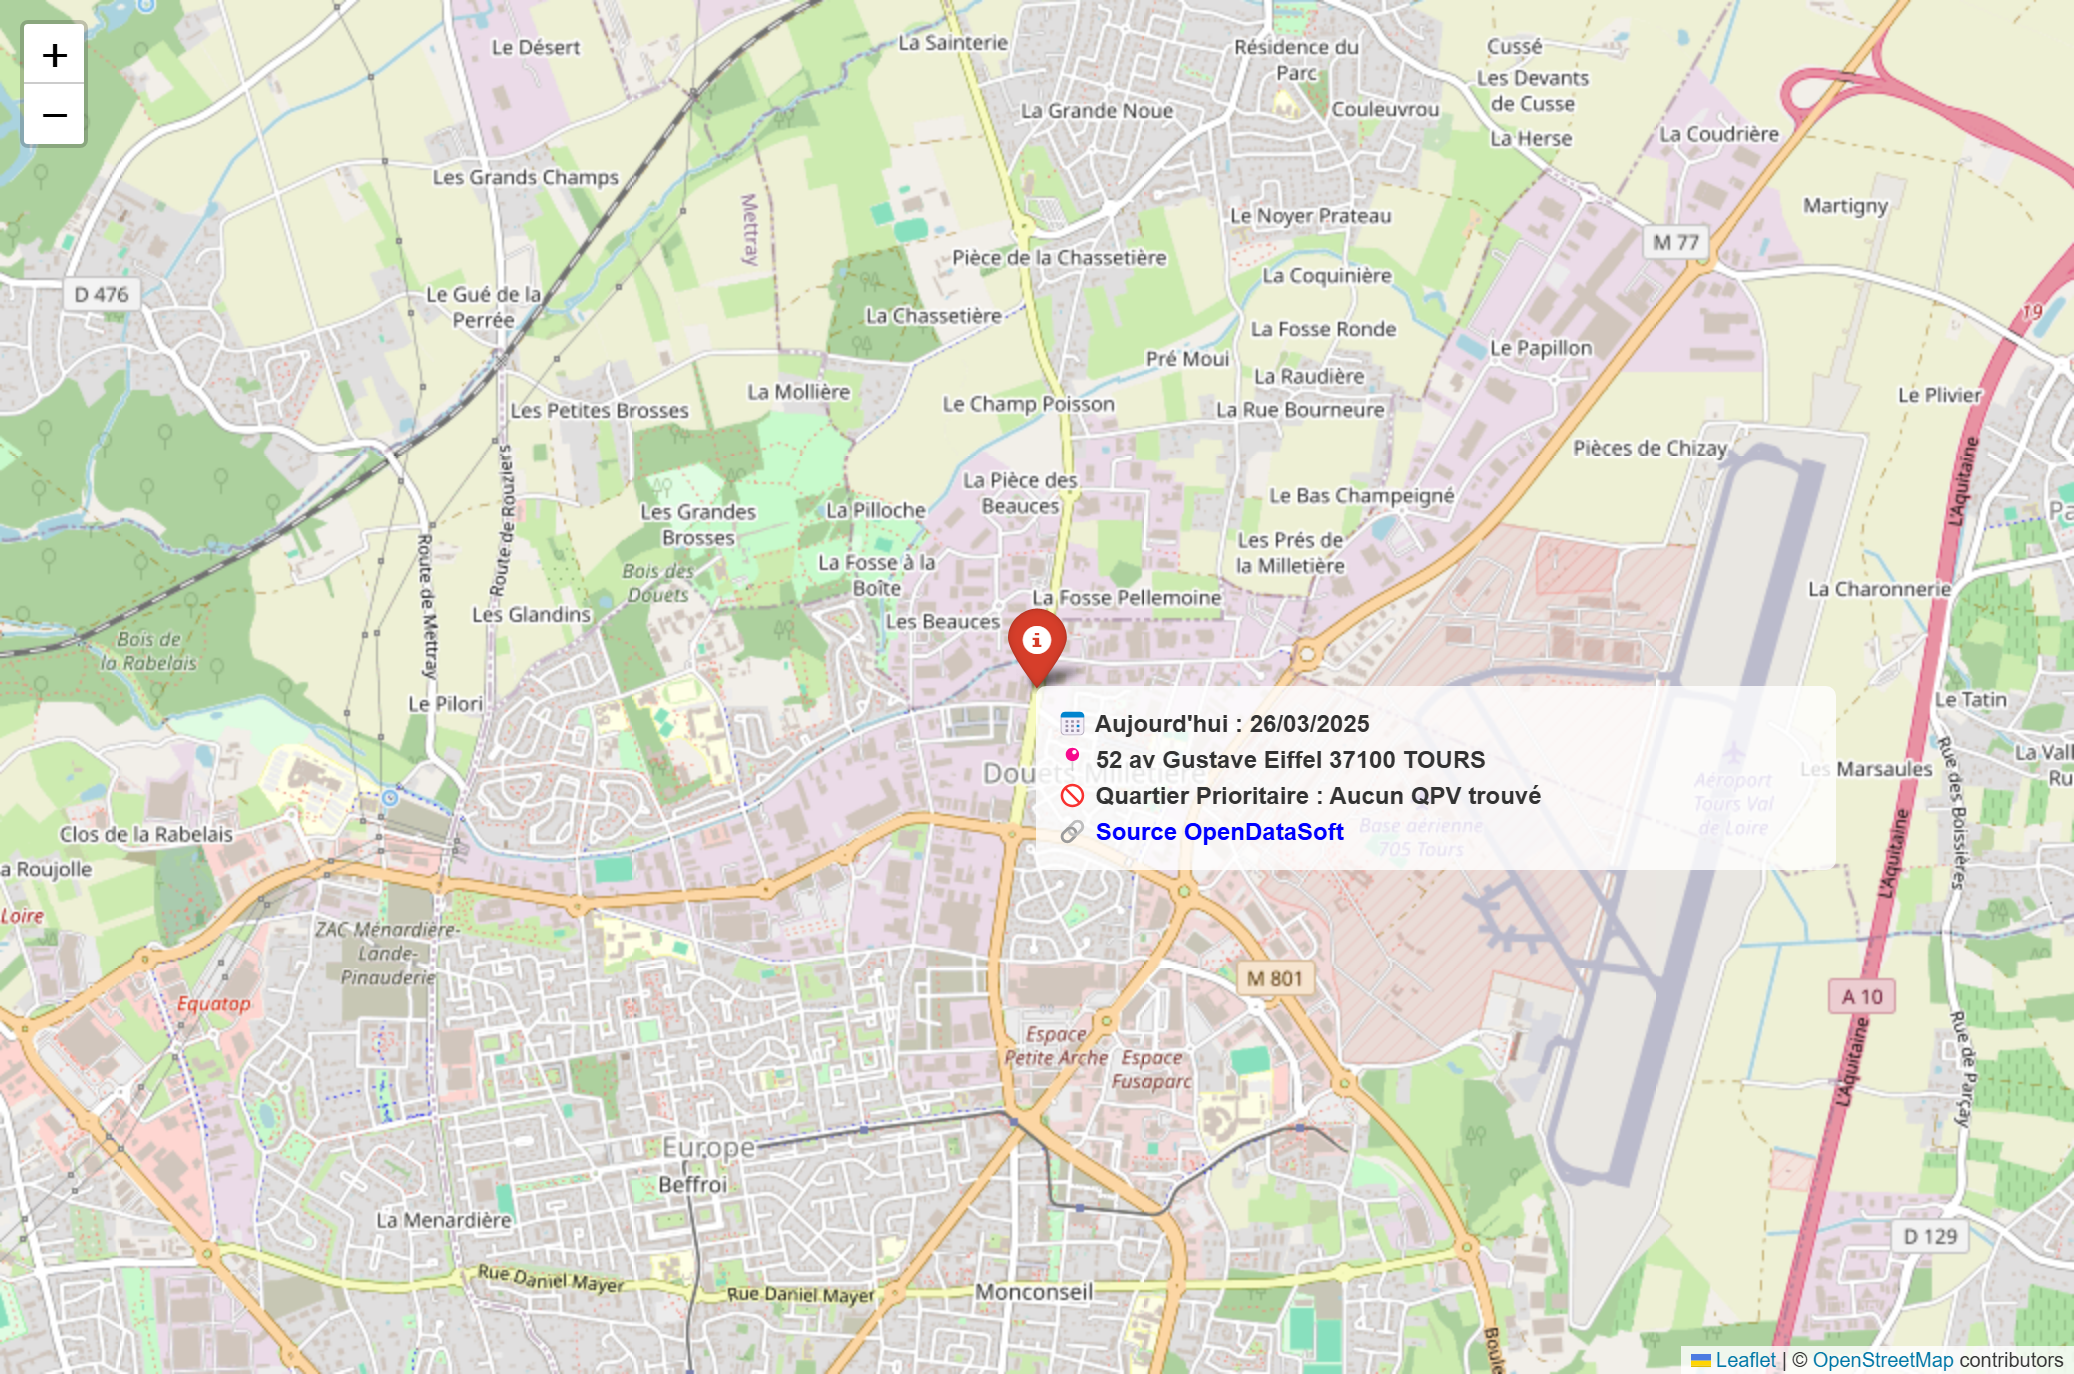 +
−
Le Désert
La Sainterie
Résidence du
Parc
Cussé
Les Devants
de Cusse
La Grande Noue
Couleuvrou
La Herse
La Coudrière
Les Grands Champs
Mettray
Martigny
Le Noyer Prateau
M 77
Pièce de la Chassetière
La Coquinière
D 476
Le Gué de la
Perrée
La Chassetière
La Fosse Ronde
19
Pré Moui
Le Papillon
La Raudière
La Mollière
Les Petites Brosses
Le Champ Poisson
La Rue Bourneure
Le Plivier
Pièces de Chizay
L'Aquitaine
La Pièce des
Beauces
Le Bas Champeigné
Route de Rouziers
Les Grandes
Brosses
La Pilloche
Pa
Les Prés de
la Milletière
Route de Mettray
La Fosse à la
Boîte
Bois des
Douets
La Charonnerie
La Fosse Pellemoine
Les Glandins
Les Beauces
Bois de
la Rabelais
Le Pilori
Le Tatin
Aujourd'hui : 26/03/2025
52 av Gustave Eiffel 37100 TOURS
Quartier Prioritaire : Aucun QPV trouvé
Source OpenDataSoft
Douets Milletière
Aéroport
Tours Val
de Loire
Les Marsaules
La Vall
Ru
Rue des Boissières
Base aérienne
705 Tours
Clos de la Rabelais
a Roujolle
L'Aquitaine
Loire
ZAC Ménardière-
Lande-
Pinauderie
M 801
A 10
Equatop
Espace
Petite Arche
Espace
Fusaparc
L'Aquitaine
Rue de Parçay
Europe
Beffroi
La Menardière
D 129
Rue Daniel Mayer
Rue Daniel Mayer
Monconseil
Boule
Leaflet | © OpenStreetMap contributors